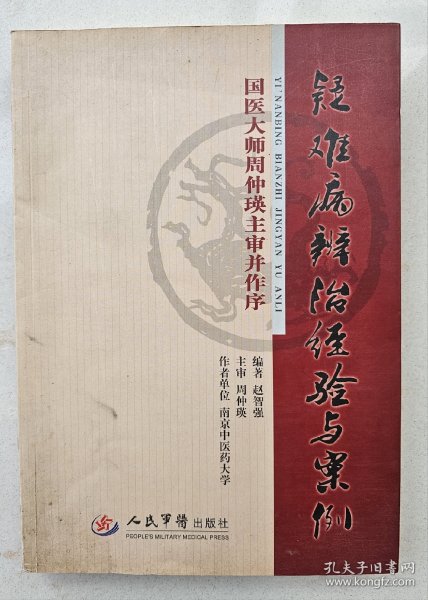 疑难病辨治经验与案例
YI'NANBING BIANZHI JINGYAN YU ANLI
国医大师周仲瑛主审并作序
编著 赵智强
主审 周仲瑛
作者单位 南京中医药大学
人民军医出版社
PEOPLE'S MILITARY MEDICAL PRESS
孔夫子旧书网
www.kongfz.com